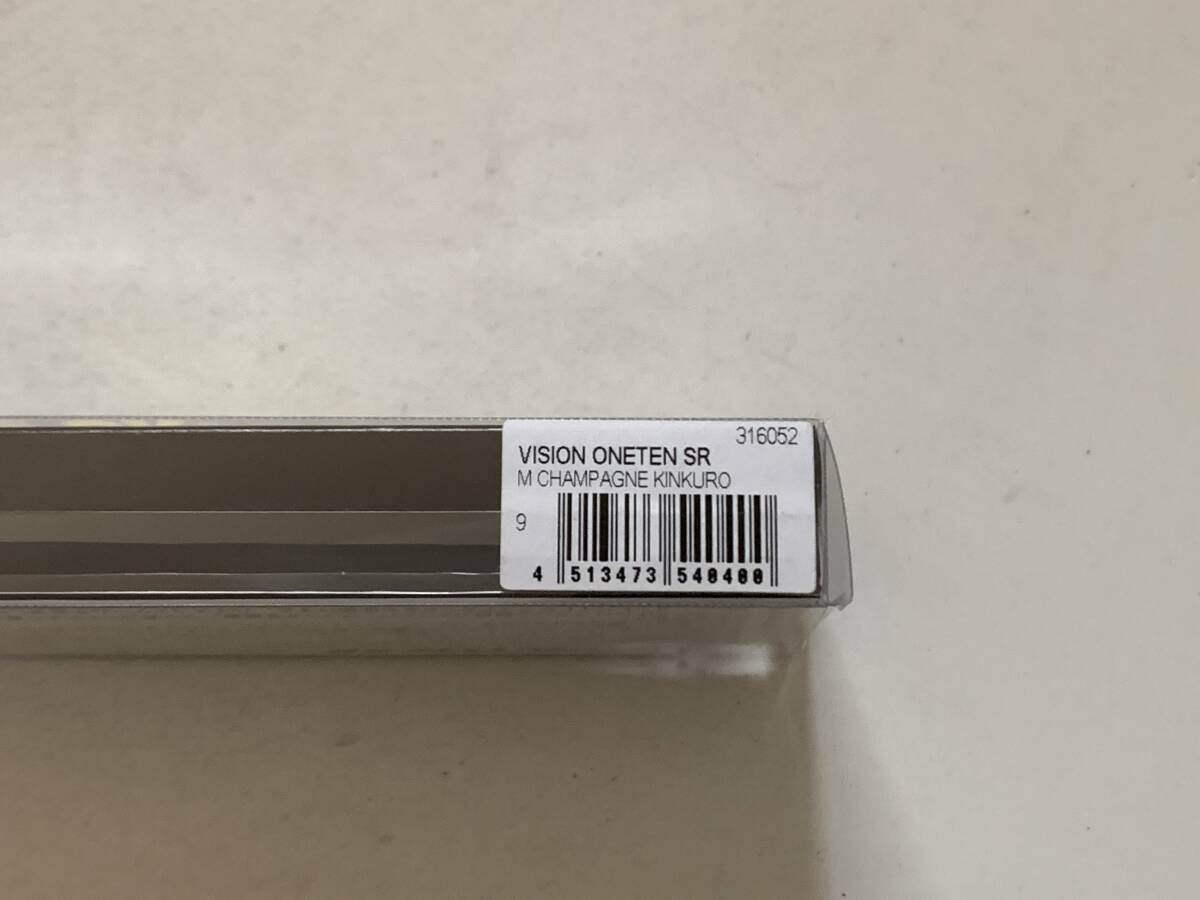 316052
VISION ONETEN SR
M CHAMPAGNE KINKURO
9
4 513473 540400